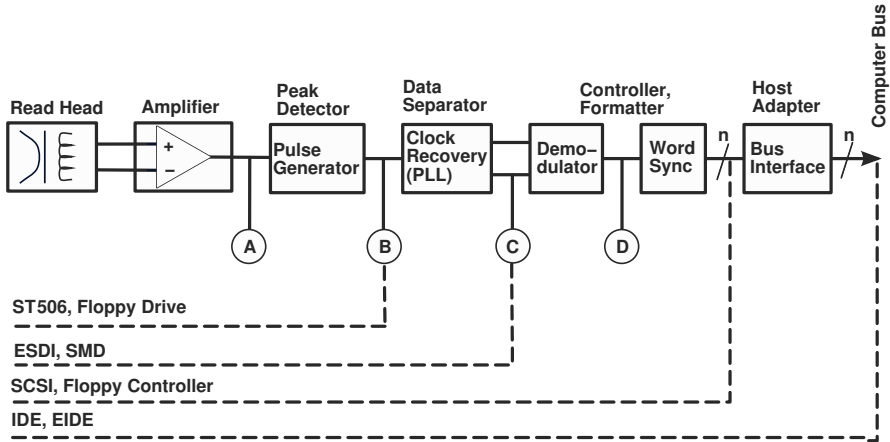 Computer Bus
Read Head
Amplifier
Peak
Detector
Data
Separator
Controller,
Formatter
Host
Adapter
+
−
Pulse
Generator
Clock
Recovery
(PLL)
Demo−
dulator
Word
Sync
n
Bus
Interface
n
A
B
C
D
ST506, Floppy Drive
ESDI, SMD
SCSI, Floppy Controller
IDE, EIDE